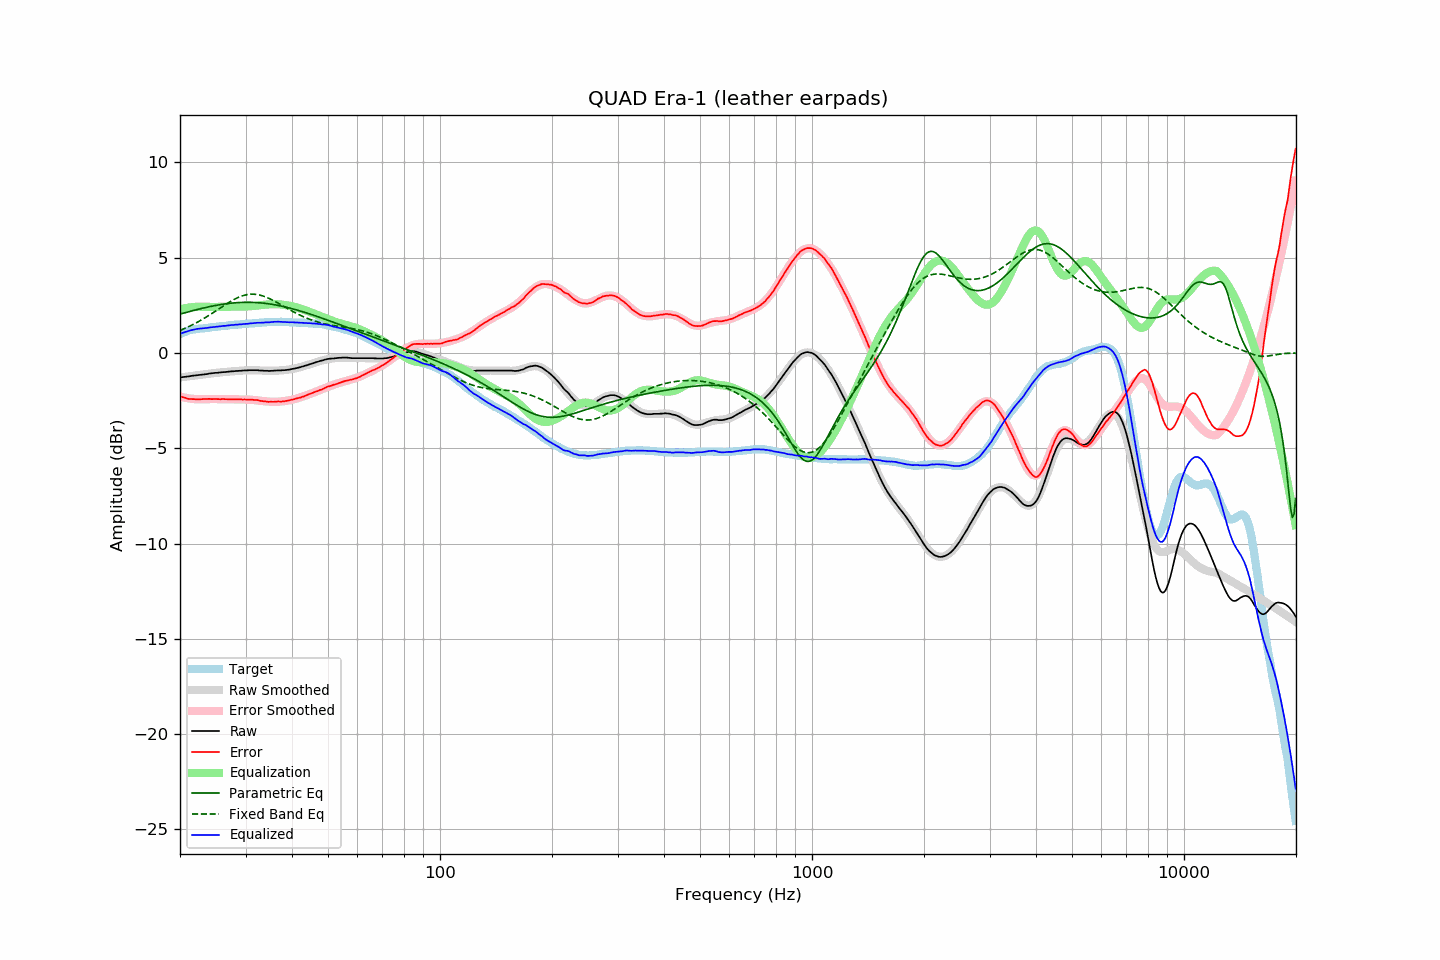 QUAD Era-1 (leather earpads)
10
5
0
−5
−10
−15
−20
−25
Amplitude (dBr)
Target
Raw Smoothed
Error Smoothed
Raw
Error
Equalization
Parametric Eq
Fixed Band Eq
Equalized
100
1000
10000
Frequency (Hz)